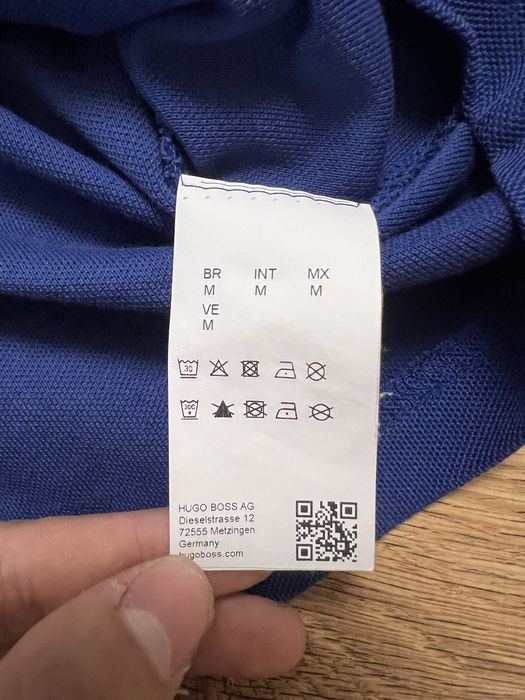 BR INT MX
M M M
VE
M
30
30C
HUGO BOSS AG
Dieselstrasse 12
72555 Metzingen
Germany
hugoboss.com